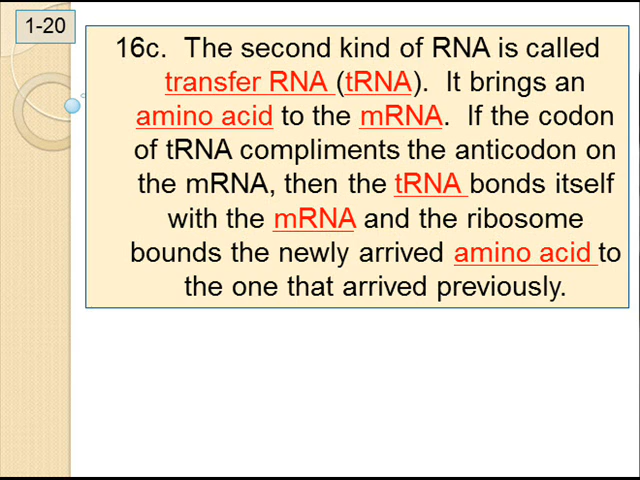 1-20
16c. The second kind of RNA is called
transfer RNA (tRNA). It brings an
amino acid to the mRNA. If the codon
of tRNA compliments the anticodon on
the mRNA, then the tRNA bonds itself
with the mRNA and the ribosome
bounds the newly arrived amino acid to
the one that arrived previously.